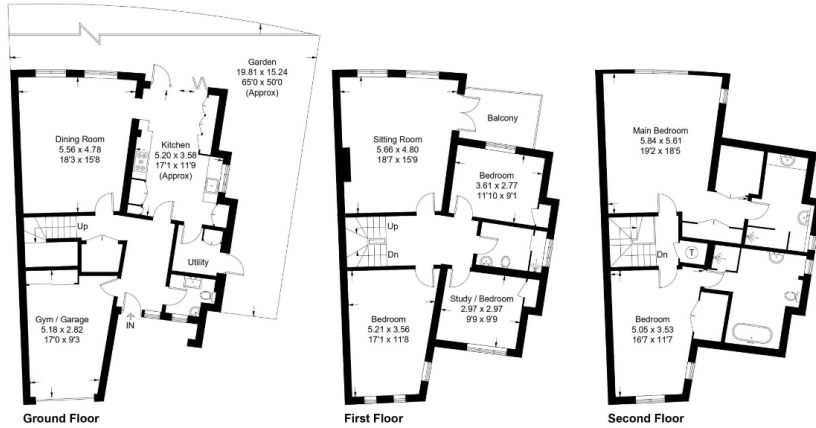 Garden
19.81 x 15.24
65'0 x 50'0
(Approx)
Dining Room
5.56 x 4.78
18'3 x 15'8
Kitchen
5.20 x 3.58
17'1 x 11'9
(Approx)
Up
Utility
Gym / Garage
5.18 x 2.82
17'0 x 9'3
IN
Ground Floor
Sitting Room
5.66 x 4.80
18'7 x 15'9
Balcony
Bedroom
3.61 x 2.77
11'10 x 9'1
Up
Dn
Study / Bedroom
2.97 x 2.97
9'9 x 9'9
Bedroom
5.21 x 3.56
17'1 x 11'8
First Floor
Main Bedroom
5.84 x 5.61
19'2 x 18'5
Dn
T
Bedroom
5.05 x 3.53
16'7 x 11'7
Second Floor